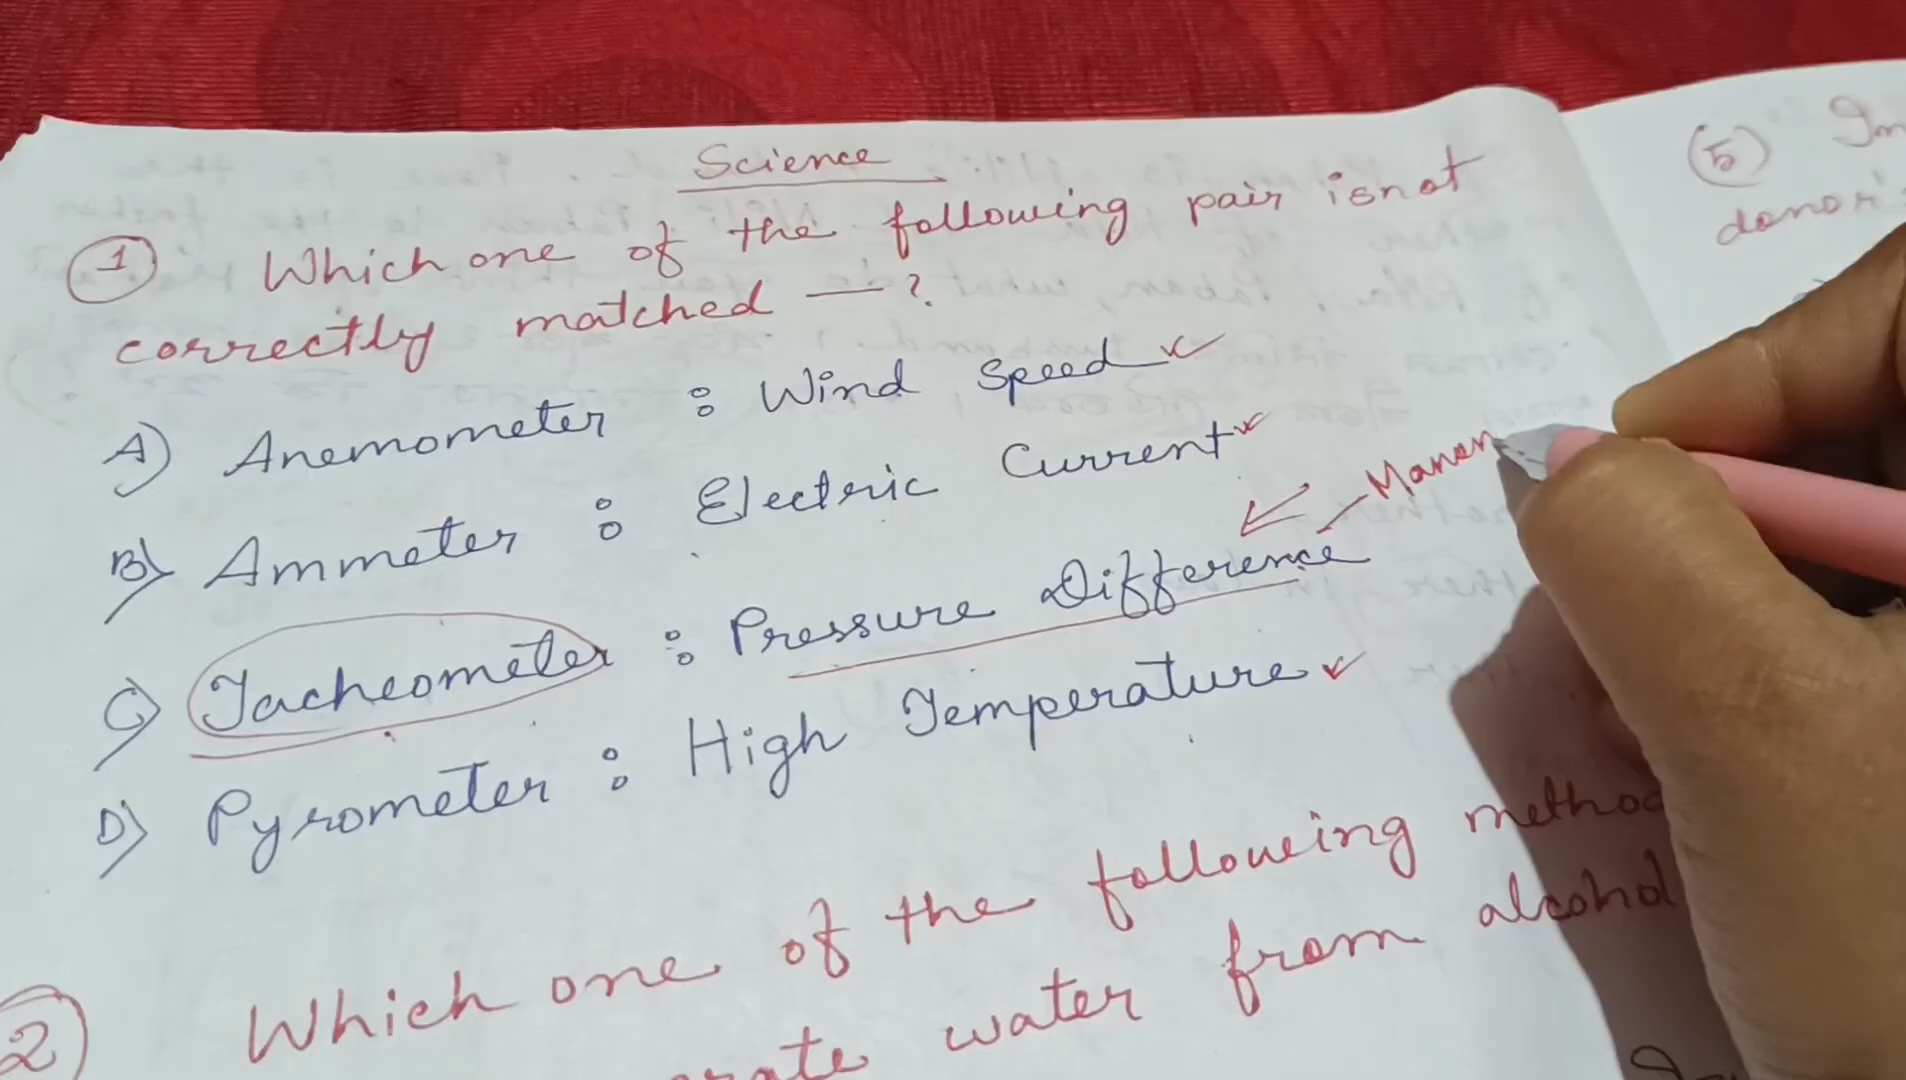 Science
1 Which one of the following pair is not
correctly matched — ?
A) Anemometer : Wind Speed
B) Ammeter : Electric Current
Manom
C) Tacheometer : Pressure Difference
D) Pyrometer : High Temperature
2) Which one of the following
water from alcohol
(5)
donor's